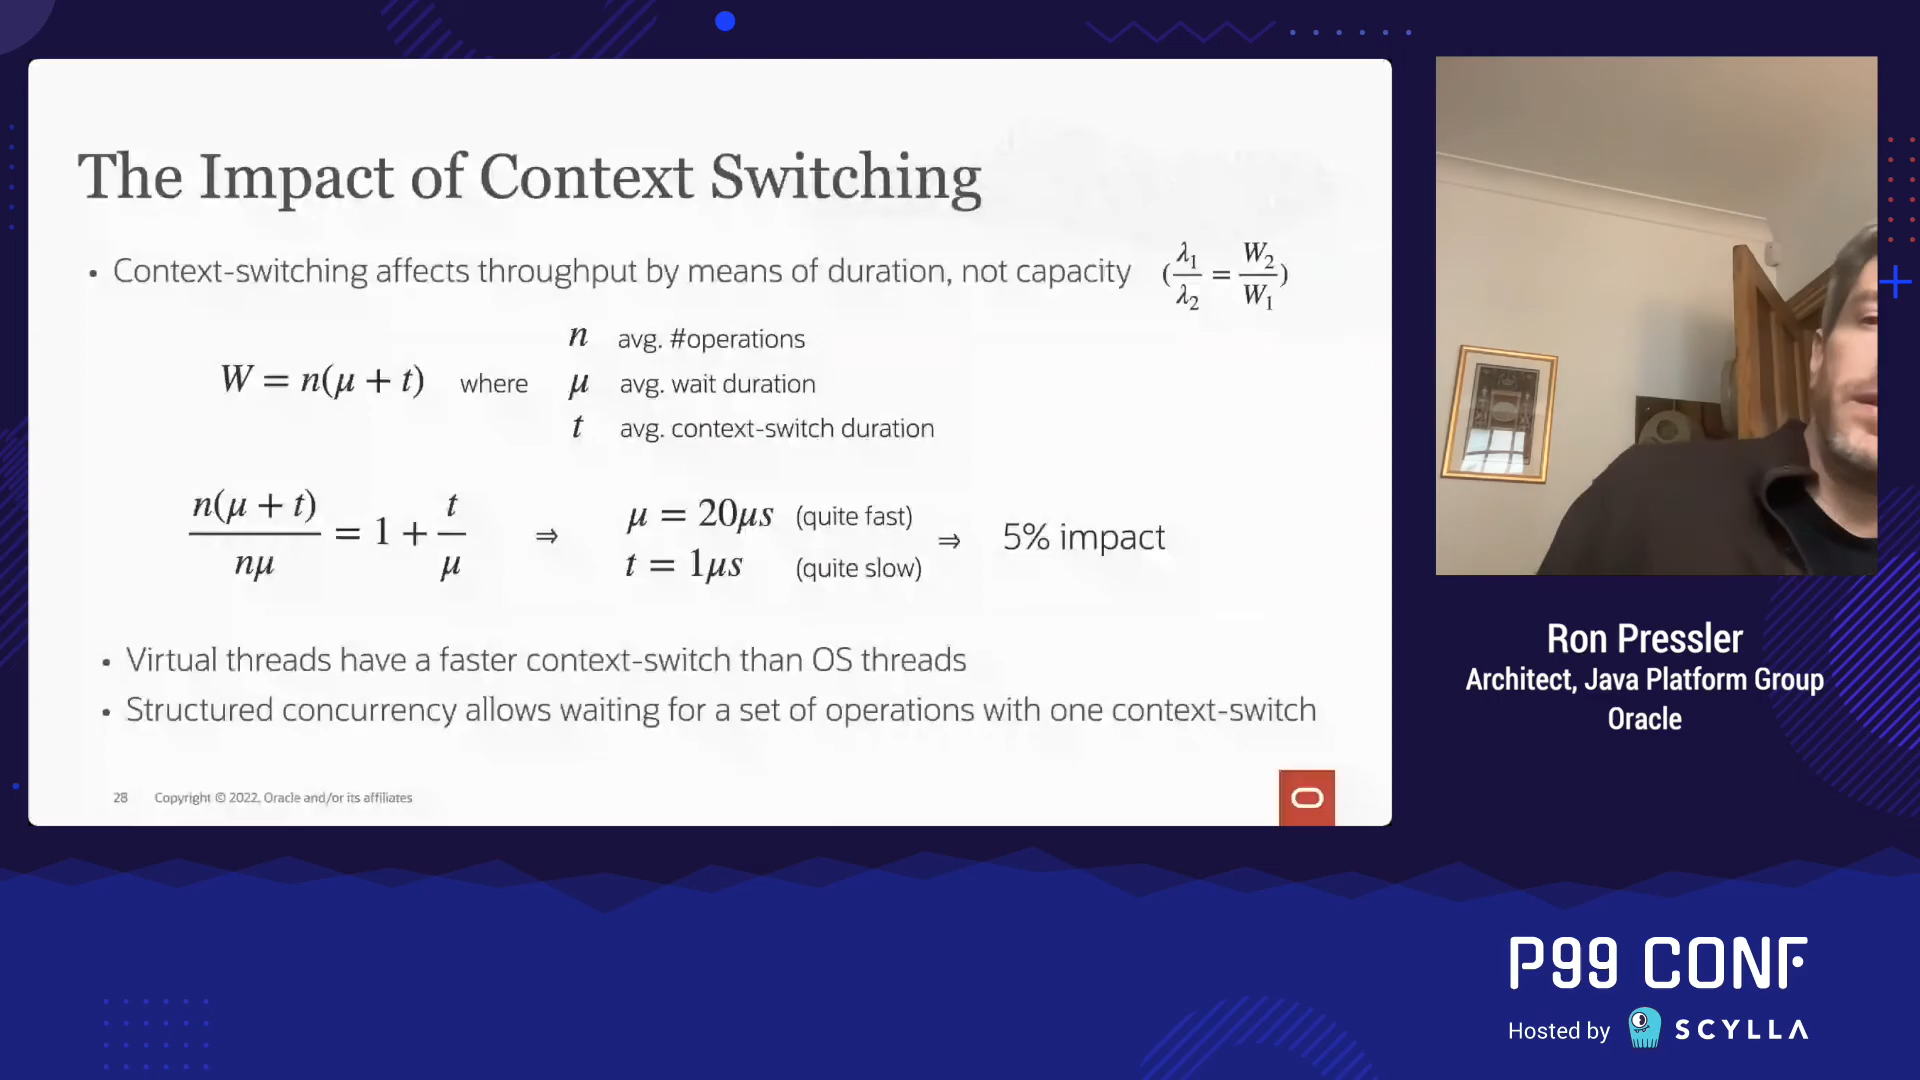 The Impact of Context Switching
• Context-switching affects throughput by means of duration, not capacity (λ₁/λ₂ = W₂/W₁)
n avg. #operations
W = n(μ + t) where μ avg. wait duration
t avg. context-switch duration
n(μ + t)/nμ = 1 + t/μ ⇒ μ = 20μs (quite fast) t = 1μs (quite slow) ⇒ 5% impact
• Virtual threads have a faster context-switch than OS threads
• Structured concurrency allows waiting for a set of operations with one context-switch
28 Copyright © 2022, Oracle and/or its affiliates
Ron Pressler
Architect, Java Platform Group
Oracle
P99 CONF
Hosted by SCYLLA